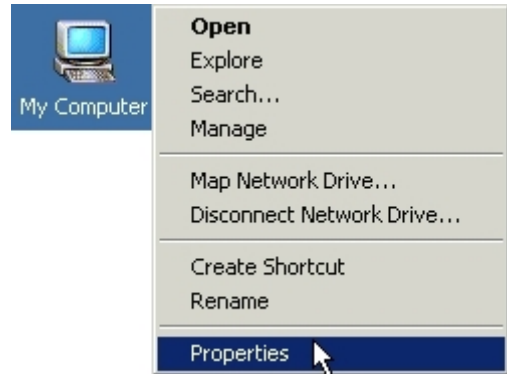 My Computer
Open
Explore
Search...
Manage
Map Network Drive...
Disconnect Network Drive...
Create Shortcut
Rename
Properties